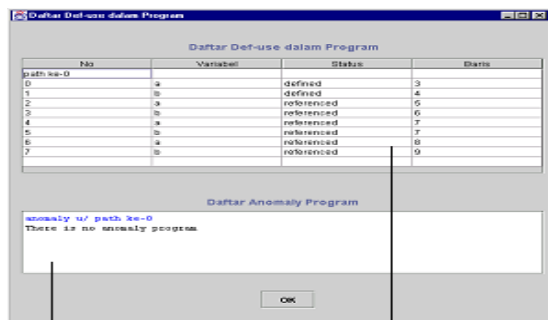 Daftar Def-use dalam Program
Daftar Def-use dalam Program
No Variabel Status Baris
path ke-0
0 a defined 3
1 b defined 4
2 a referenced 5
3 b referenced 6
4 a referenced 7
5 b referenced 7
6 a referenced 8
7 b referenced 9
Daftar Anomaly Program
anomaly u/ path ke-0
There is no anomaly program
OK